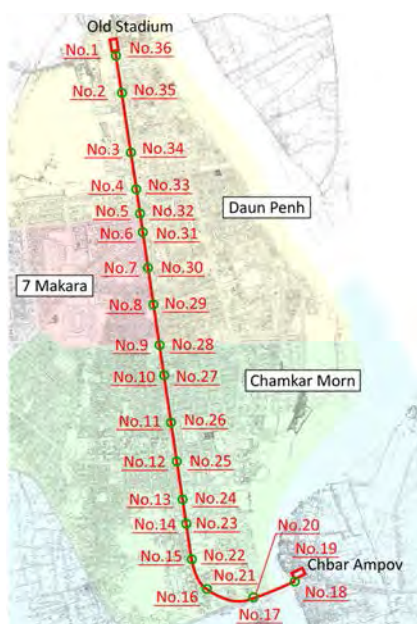 Old Stadium
No.1 No.36
No.2 No.35
No.3 No.34
No.4 No.33
No.5 No.32
Daun Penh
No.6 No.31
No.7 No.30
7 Makara
No.8 No.29
No.9 No.28
No.10 No.27
Chamkar Morn
No.11 No.26
No.12 No.25
No.13 No.24
No.14 No.23
No.20
No.15 No.22
No.19
Chbar Ampov
No.21
No.16
No.18
No.17